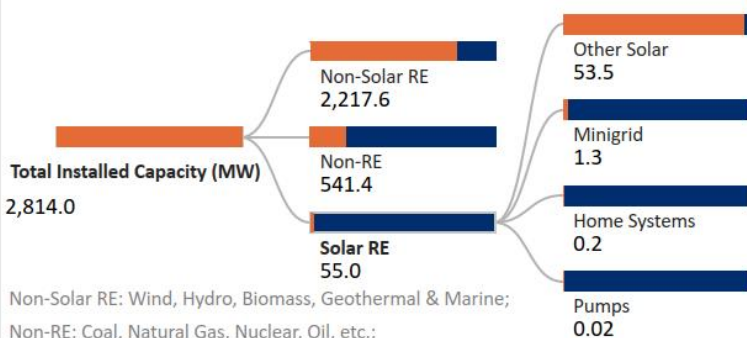 Other Solar
53.5
Non-Solar RE
2,217.6
Minigrid
1.3
Total Installed Capacity (MW)
2,814.0
Non-RE
541.4
Home Systems
0.2
Solar RE
55.0
Pumps
0.02
Non-Solar RE: Wind, Hydro, Biomass, Geothermal & Marine;
Non-RE: Coal, Natural Gas, Nuclear, Oil, etc.;